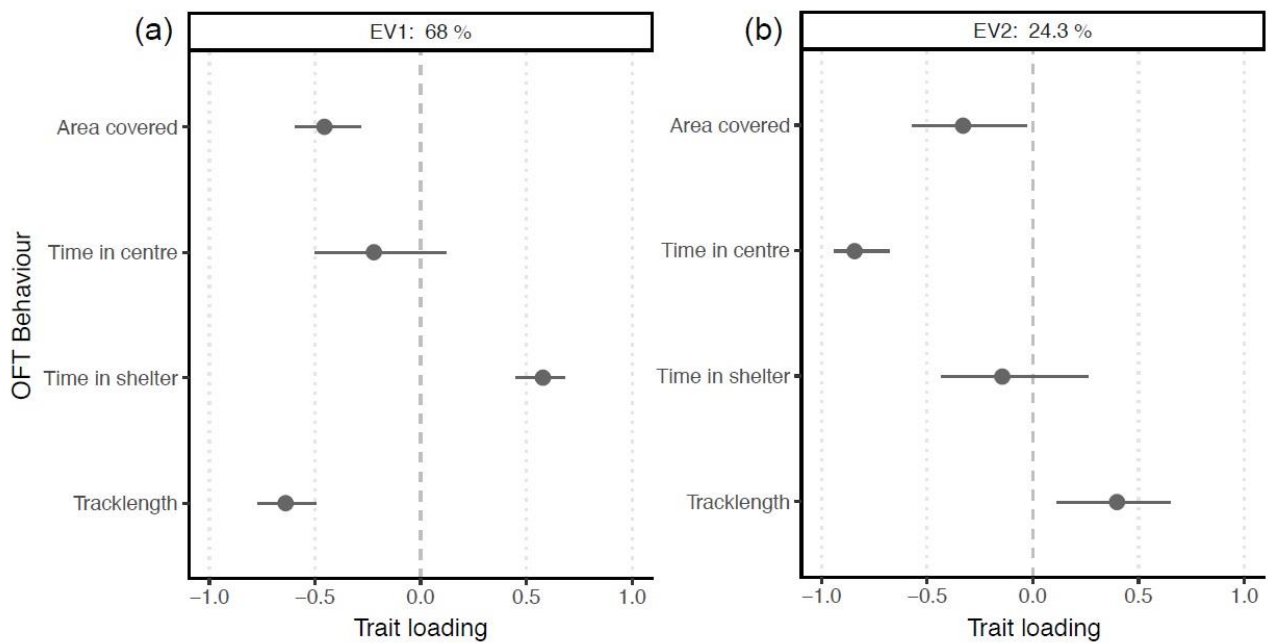 (a)
EV1: 68 %
Area covered
Time in centre
Time in shelter
Tracklength
OFT Behaviour
−1.0 −0.5 0.0 0.5 1.0
Trait loading
(b)
EV2: 24.3 %
Area covered
Time in centre
Time in shelter
Tracklength
−1.0 −0.5 0.0 0.5 1.0
Trait loading